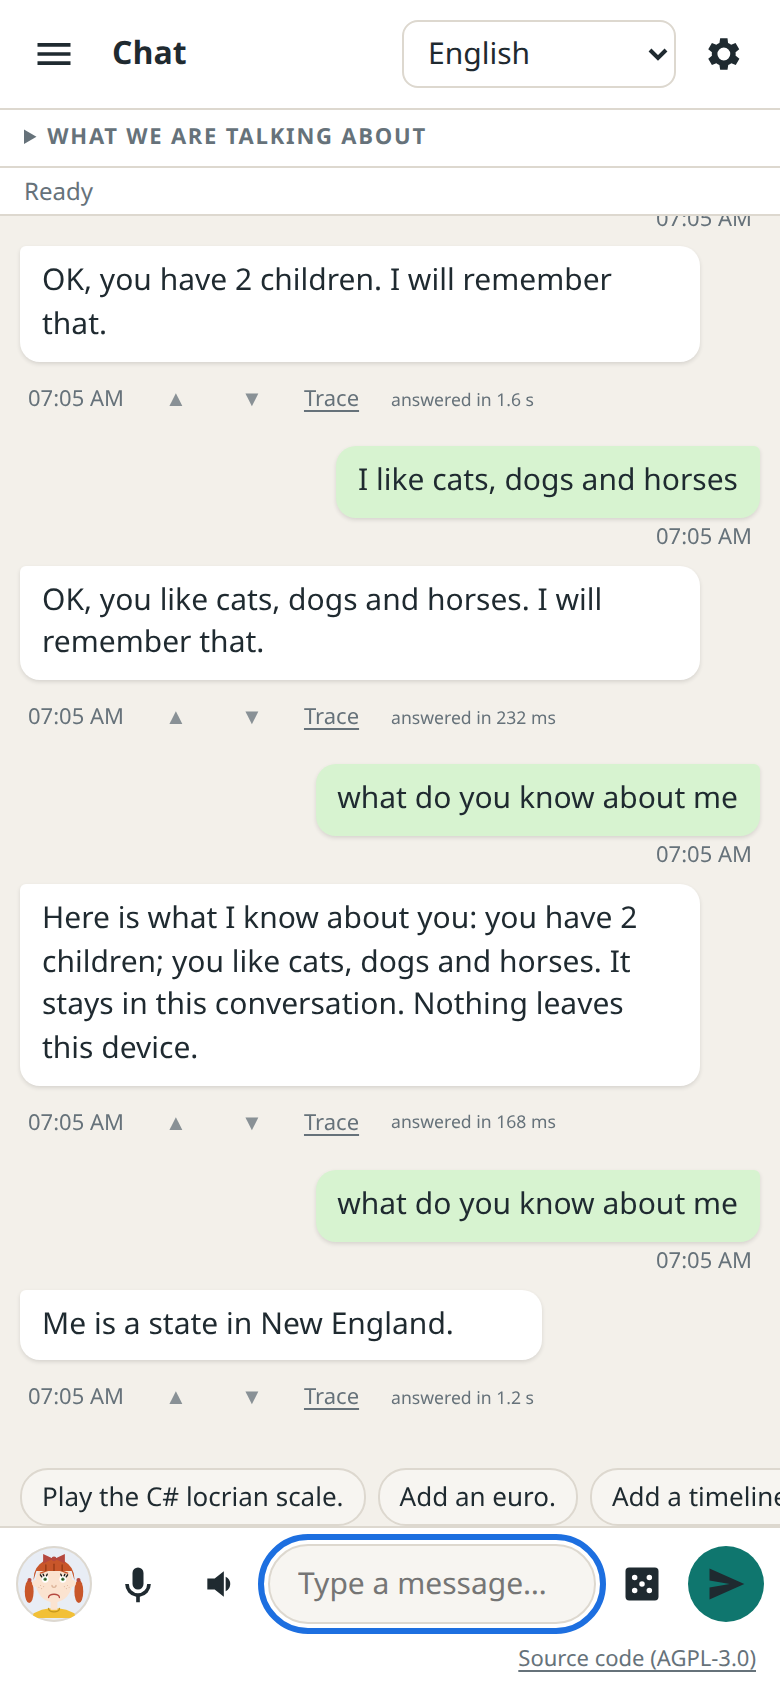 Chat
English
WHAT WE ARE TALKING ABOUT
Ready
07:05 AM
OK, you have 2 children. I will remember
that.
07:05 AM ▲ ▼ Trace answered in 1.6 s
I like cats, dogs and horses
07:05 AM
OK, you like cats, dogs and horses. I will
remember that.
07:05 AM ▲ ▼ Trace answered in 232 ms
what do you know about me
07:05 AM
Here is what I know about you: you have 2
children; you like cats, dogs and horses. It
stays in this conversation. Nothing leaves
this device.
07:05 AM ▲ ▼ Trace answered in 168 ms
what do you know about me
07:05 AM
Me is a state in New England.
07:05 AM ▲ ▼ Trace answered in 1.2 s
Play the C# locrian scale. Add an euro. Add a timeline
Type a message...
Source code (AGPL-3.0)